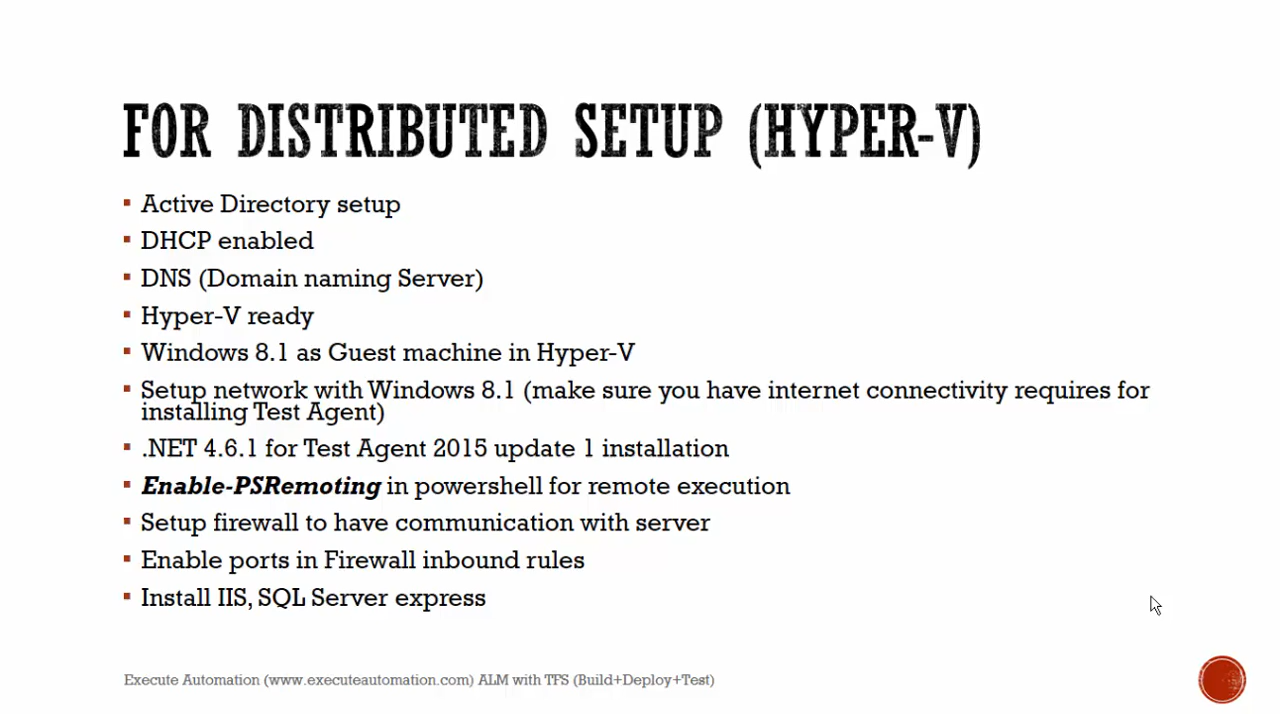 FOR DISTRIBUTED SETUP (HYPER-V)
Active Directory setup
DHCP enabled
DNS (Domain naming Server)
Hyper-V ready
Windows 8.1 as Guest machine in Hyper-V
Setup network with Windows 8.1 (make sure you have internet connectivity requires for
installing Test Agent)
.NET 4.6.1 for Test Agent 2015 update 1 installation
Enable-PSRemoting in powershell for remote execution
Setup firewall to have communication with server
Enable ports in Firewall inbound rules
Install IIS, SQL Server express
Execute Automation (www.executeautomation.com) ALM with TFS (Build+Deploy+Test)